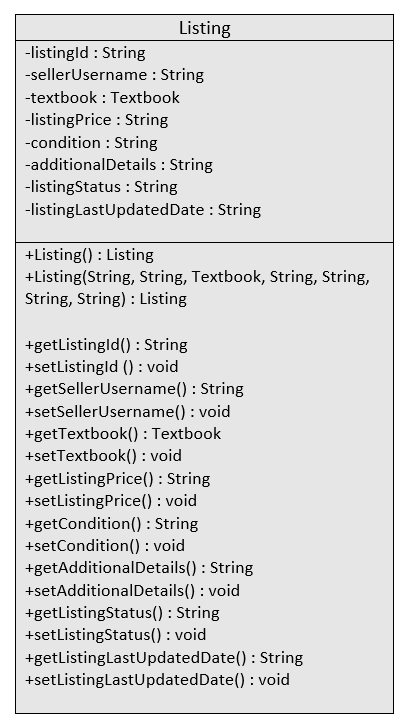 Listing
-listingId : String
-sellerUsername : String
-textbook : Textbook
-listingPrice : String
-condition : String
-additionalDetails : String
-listingStatus : String
-listingLastUpdatedDate : String
+Listing() : Listing
+Listing(String, String, Textbook, String, String,
String, String) : Listing
+getListingId() : String
+setListingId () : void
+getSellerUsername() : String
+setSellerUsername() : void
+getTextbook() : Textbook
+setTextbook() : void
+getListingPrice() : String
+setListingPrice() : void
+getCondition() : String
+setCondition() : void
+getAdditionalDetails() : String
+setAdditionalDetails() : void
+getListingStatus() : String
+setListingStatus() : void
+getListingLastUpdatedDate() : String
+setListingLastUpdatedDate() : void